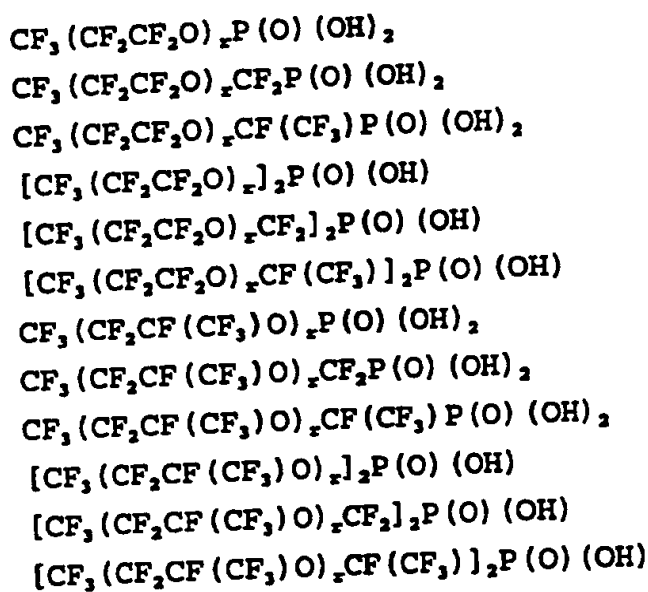 CF₃(CF₂CF₂O)ₓP(O)(OH)₂
CF₃(CF₂CF₂O)ₓCF₂P(O)(OH)₂
CF₃(CF₂CF₂O)ₓCF(CF₃)P(O)(OH)₂
[CF₃(CF₂CF₂O)ₓ]₂P(O)(OH)
[CF₃(CF₂CF₂O)ₓCF₂]₂P(O)(OH)
[CF₃(CF₂CF₂O)ₓCF(CF₃)]₂P(O)(OH)
CF₃(CF₂CF(CF₃)O)ₓP(O)(OH)₂
CF₃(CF₂CF(CF₃)O)ₓCF₂P(O)(OH)₂
CF₃(CF₂CF(CF₃)O)ₓCF(CF₃)P(O)(OH)₂
[CF₃(CF₂CF(CF₃)O)ₓ]₂P(O)(OH)
[CF₃(CF₂CF(CF₃)O)ₓCF₂]₂P(O)(OH)
[CF₃(CF₂CF(CF₃)O)ₓCF(CF₃)]₂P(O)(OH)